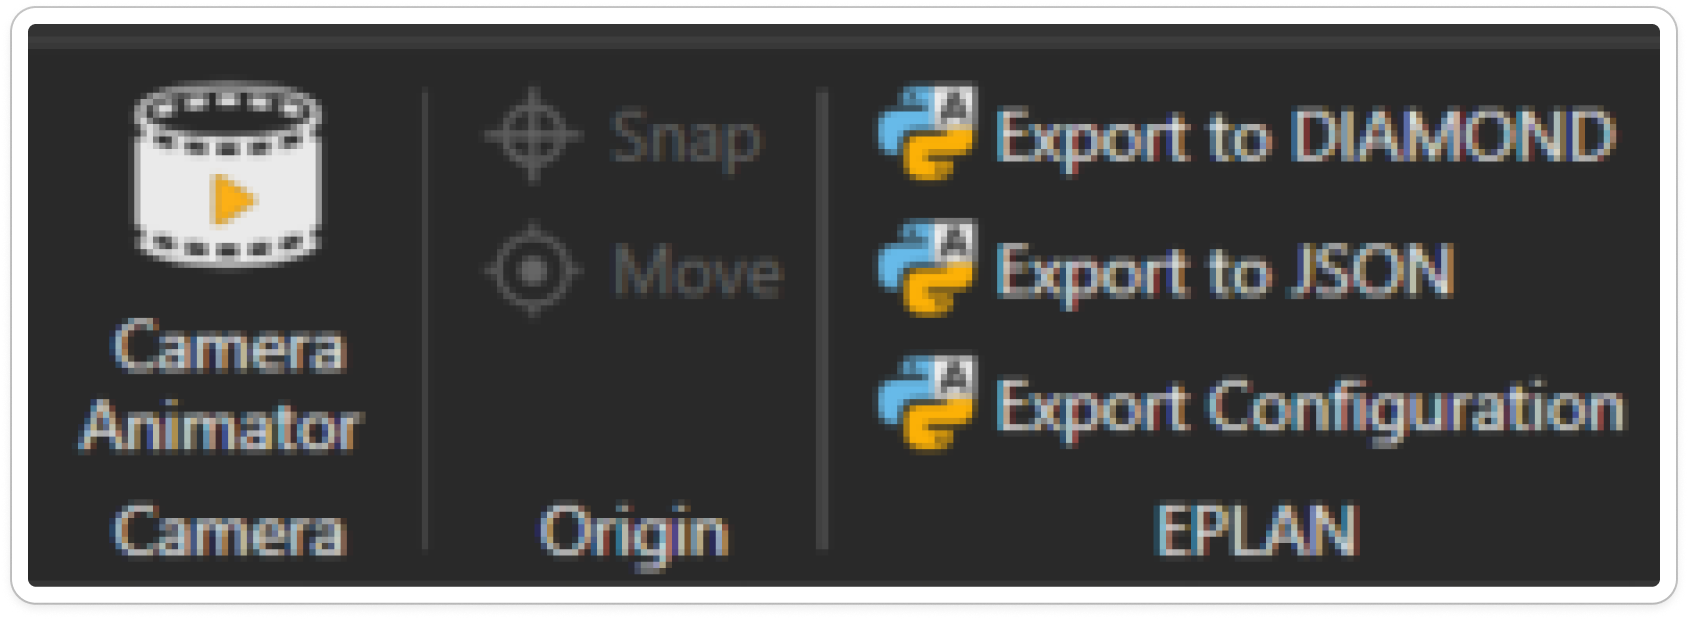 Camera
Animator
Camera
Snap
Move
Origin
A Export to DIAMOND
A Export to JSON
A Export Configuration
EPLAN